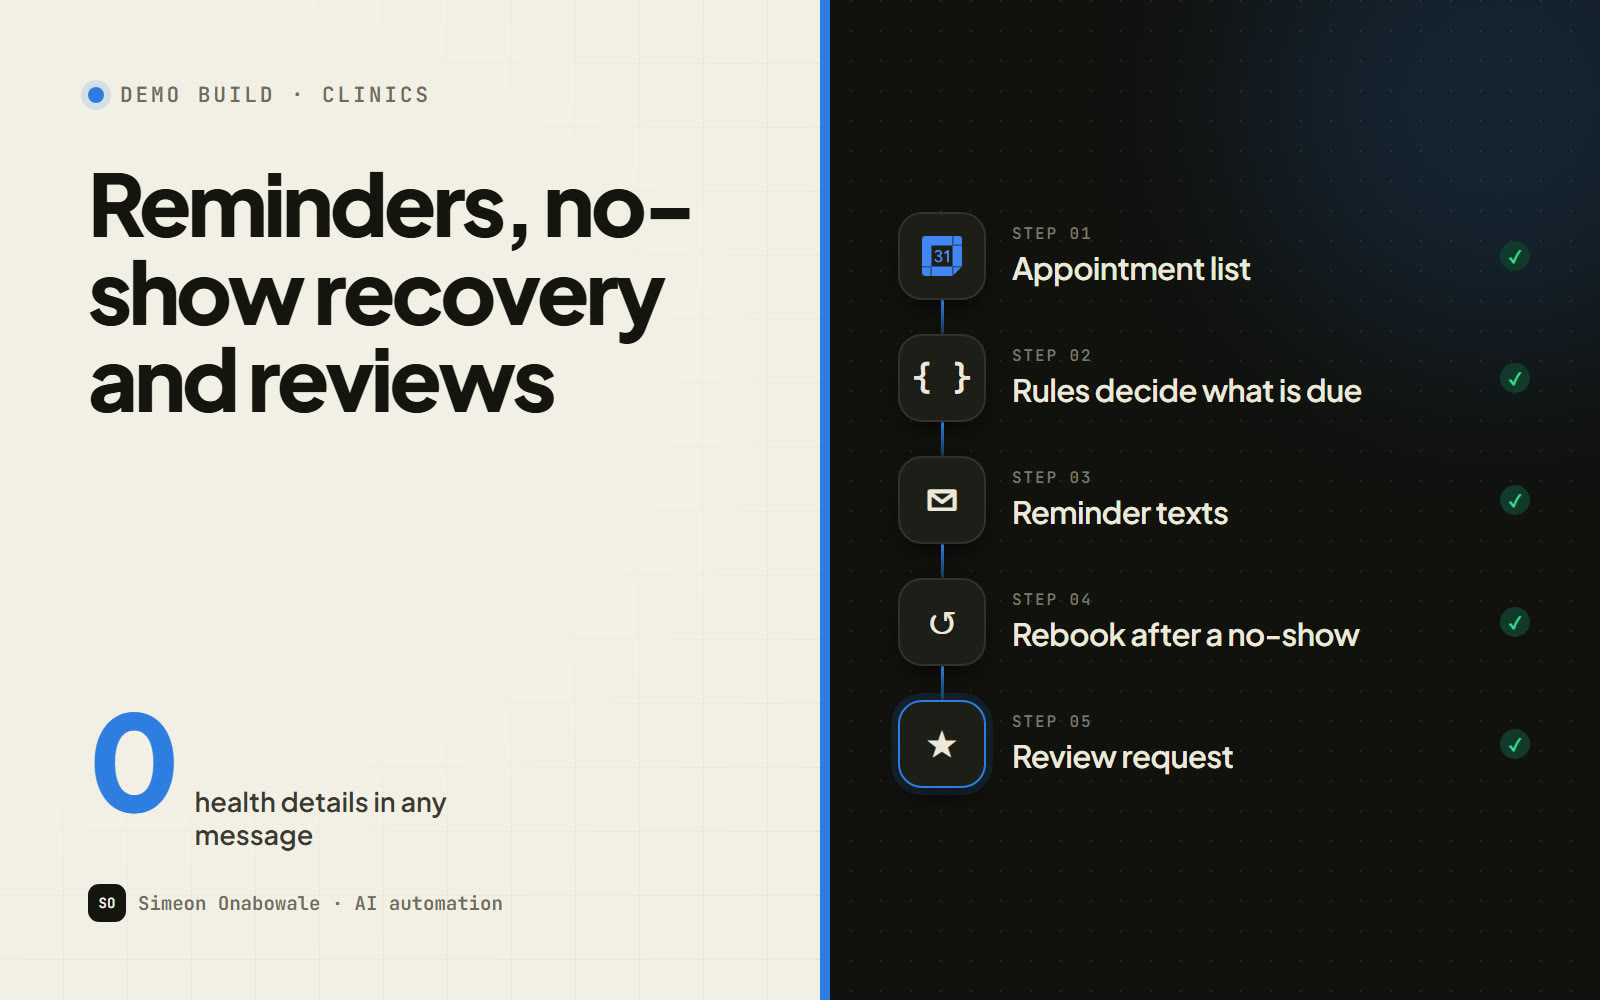 DEMO BUILD · CLINICS
Reminders, no-
show recovery
and reviews
0
health details in any
message
SO
Simeon Onabowale · AI automation
31
STEP 01
Appointment list
✓
{ }
STEP 02
Rules decide what is due
✓
STEP 03
Reminder texts
✓
STEP 04
Rebook after a no-show
✓
STEP 05
Review request
✓